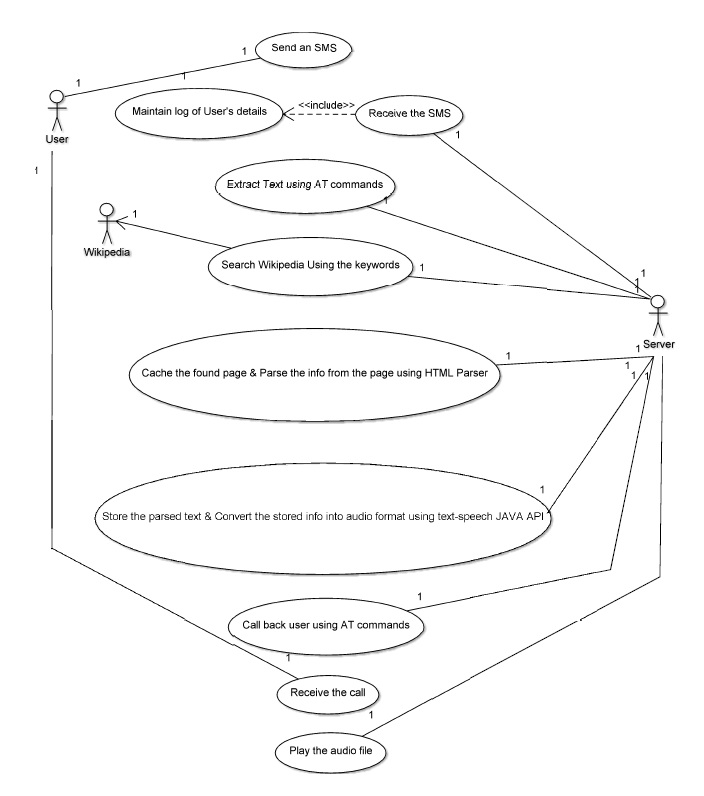 Send an SMS
1
1
1
Maintain log of User's details
<<include>>
Receive the SMS
1
User
1
Extract Text using AT commands
1
1
Wikipedia
Search Wikipedia Using the keywords
1
1
1
1
Server
1
1
1
1
1
Cache the found page & Parse the info from the page using HTML Parser
1
Store the parsed text & Convert the stored info into audio format using text-speech JAVA API
1
Call back user using AT commands
1
Receive the call
1
Play the audio file